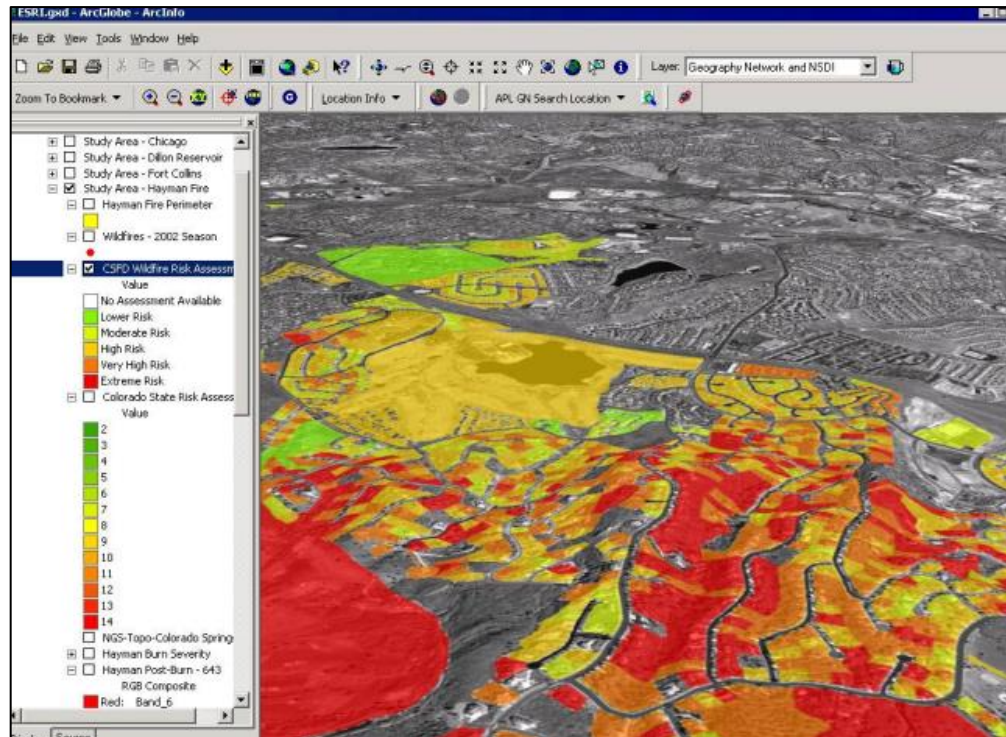 ESRI.gxd - ArcGlobe - ArcInfo
File Edit View Tools Window Help
Layer: Geography Network and NSDI
Zoom To Bookmark Location Info APL GN Search Location
Study Area - Chicago
Study Area - Dillon Reservoir
Study Area - Fort Collins
Study Area - Hayman Fire
Hayman Fire Perimeter
Wildfires - 2002 Season
CSFD Wildfire Risk Assessm
Value
No Assessment Available
Lower Risk
Moderate Risk
High Risk
Very High Risk
Extreme Risk
Colorado State Risk Assess
Value
2
3
4
5
6
7
8
9
10
11
12
13
14
NGS-Topo-Colorado Spring
Hayman Burn Severity
Hayman Post-Burn - 643
RGB Composite
Red: Band_6